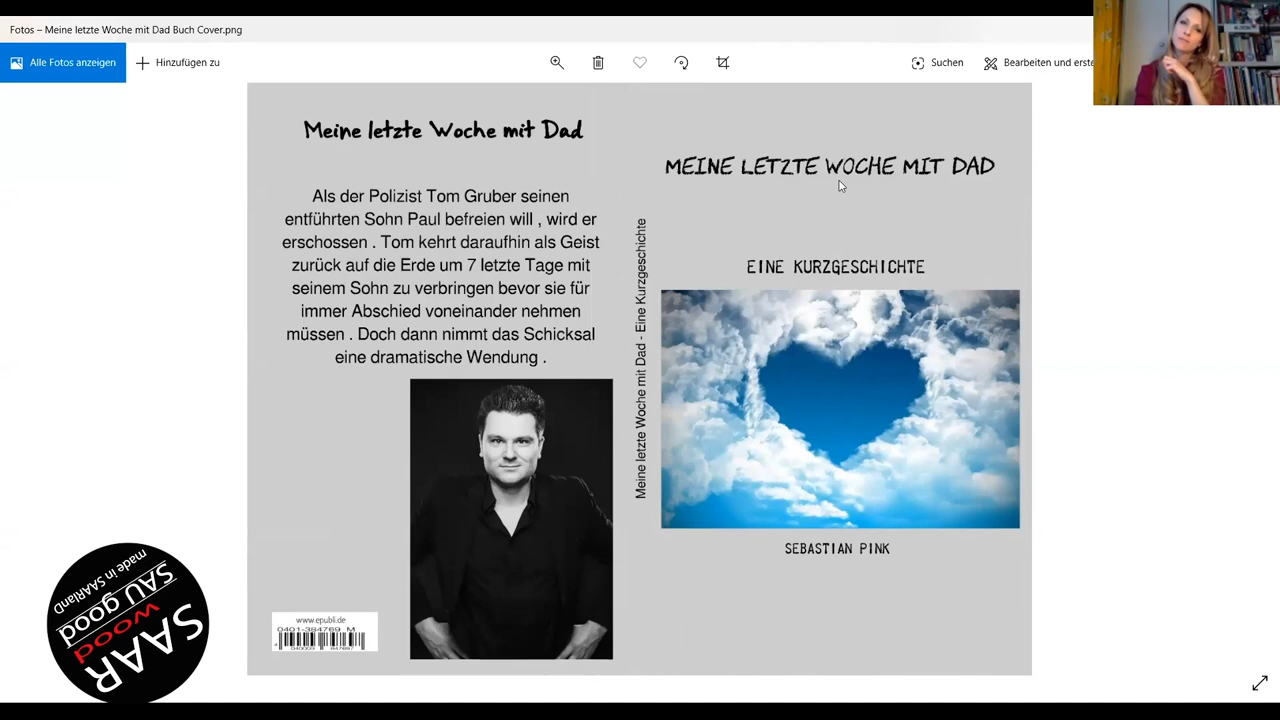 Fotos – Meine letzte Woche mit Dad Buch Cover.png
Alle Fotos anzeigen
Hinzufügen zu
Suchen
Bearbeiten und erste
Meine letzte Woche mit Dad
Als der Polizist Tom Gruber seinen
entführten Sohn Paul befreien will , wird er
erschossen . Tom kehrt daraufhin als Geist
zurück auf die Erde um 7 letzte Tage mit
seinem Sohn zu verbringen bevor sie für
immer Abschied voneinander nehmen
müssen . Doch dann nimmt das Schicksal
eine dramatische Wendung .
www.epubli.de
0401-384769 M
Meine letzte Woche mit Dad - Eine Kurzgeschichte
MEINE LETZTE WOCHE MIT DAD
EINE KURZGESCHICHTE
SEBASTIAN PINK
SAAR
wood
SAU good
made in SAARlanD